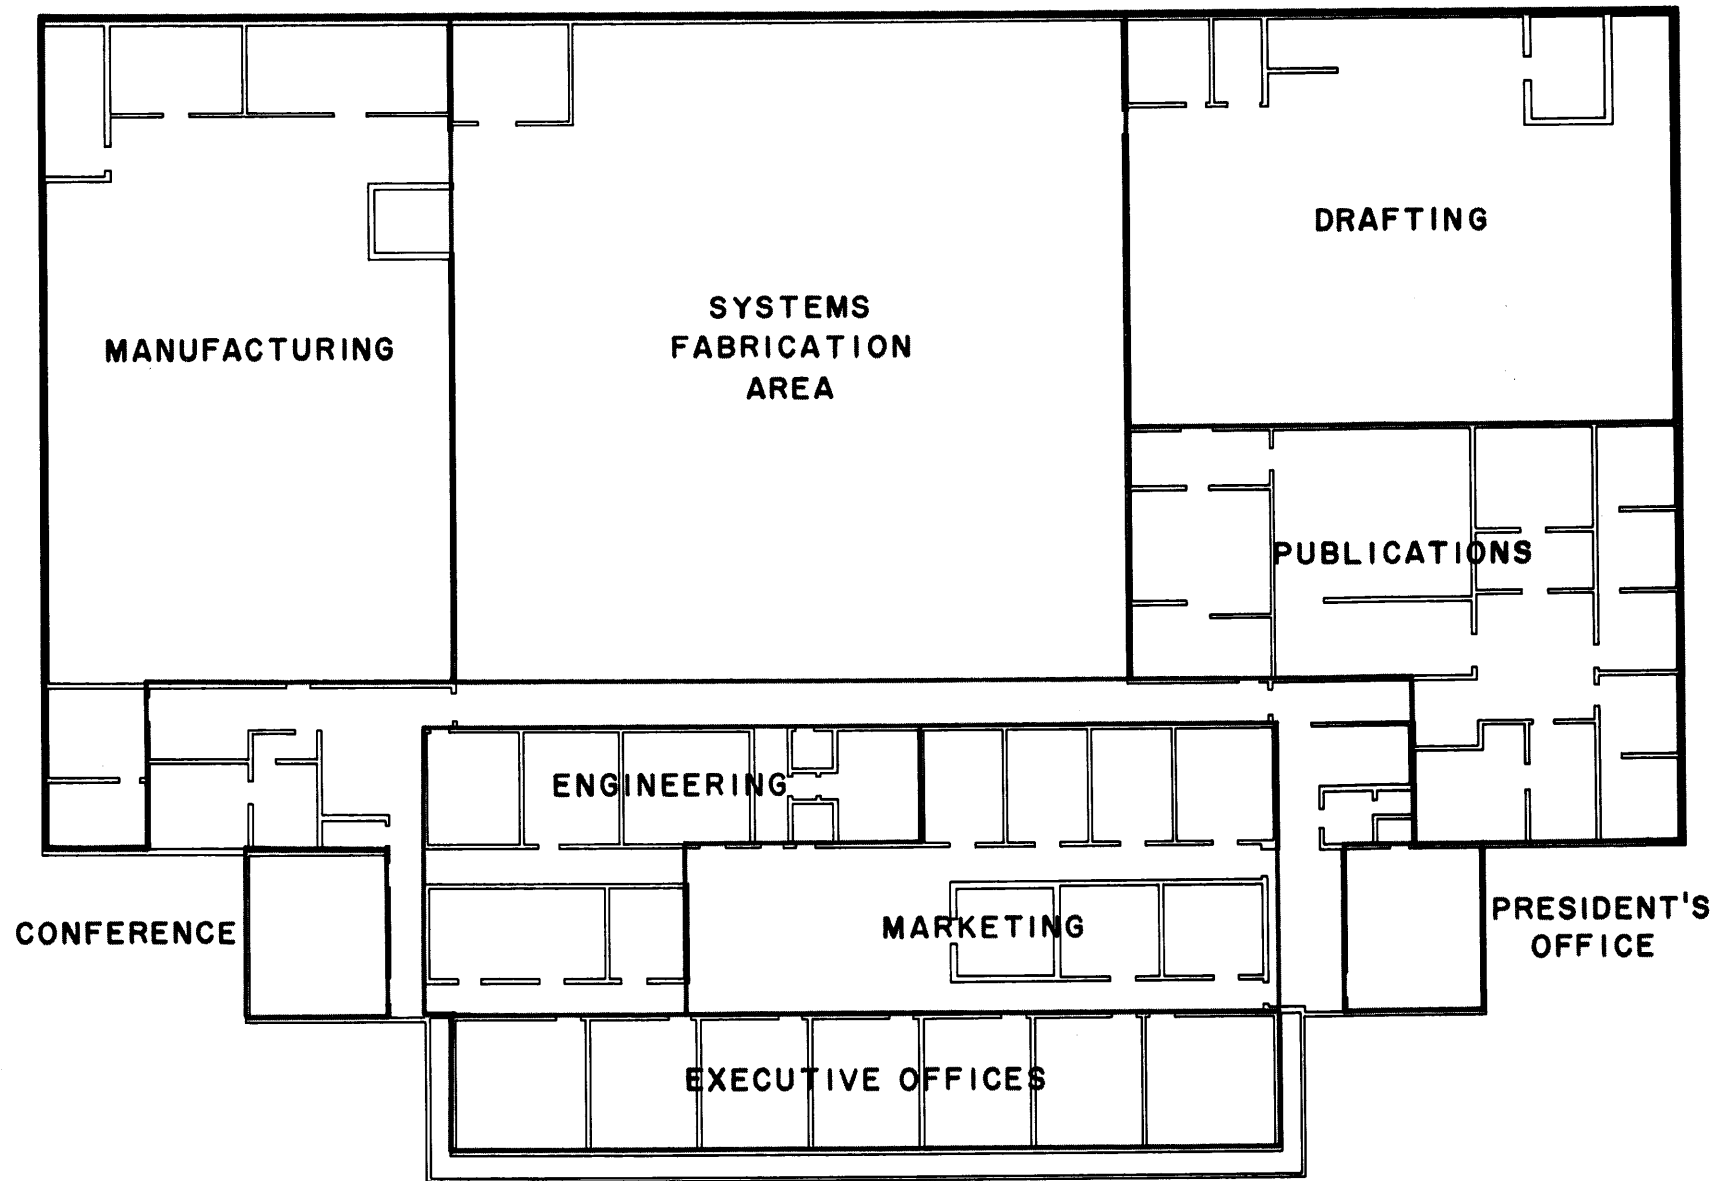 DRAFTING
SYSTEMS
FABRICATION
AREA
MANUFACTURING
PUBLICATIONS
ENGINEERING
CONFERENCE
MARKETING
PRESIDENT'S
OFFICE
EXECUTIVE OFFICES